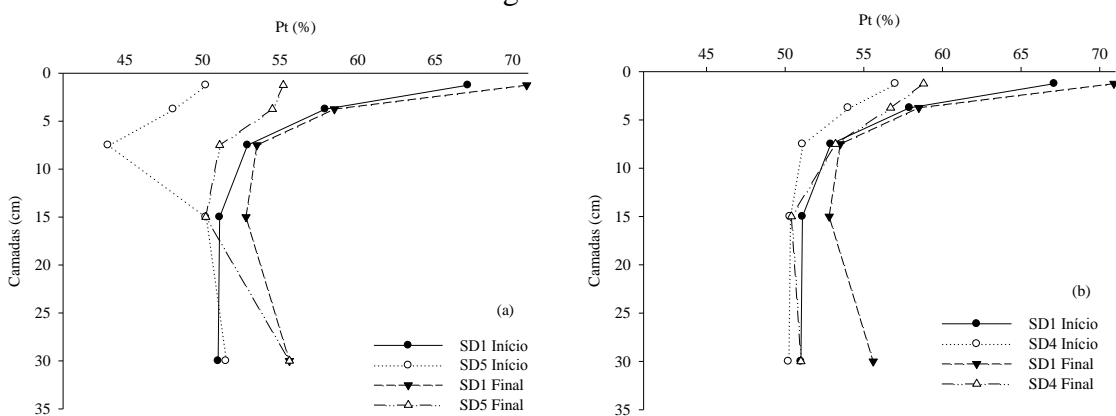 Pt (%)
45 50 55 60 65 70
0
5
10
15
20
25
30
35
Camadas (cm)
(a)
SD1 Início
SD5 Início
SD1 Final
SD5 Final
Pt (%)
45 50 55 60 65 70
0
5
10
15
20
25
30
35
Camadas (cm)
(b)
SD1 Início
SD4 Início
SD1 Final
SD4 Final